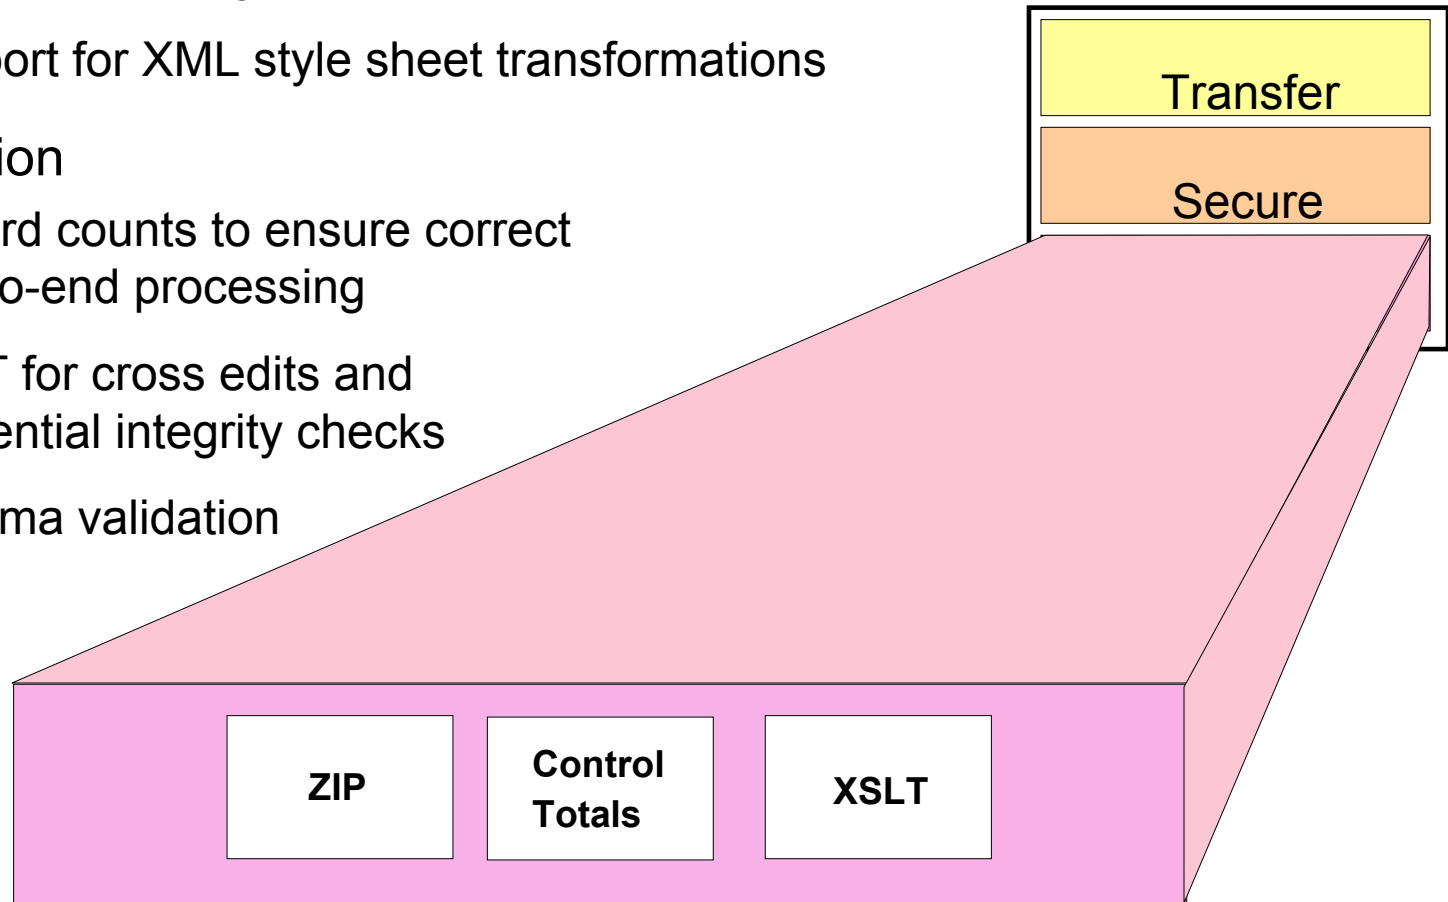 ort for XML style sheet transformations
ion
rd counts to ensure correct
o-end processing
T for cross edits and
ential integrity checks
ma validation
Transfer
Secure
ZIP
Control
Totals
XSLT